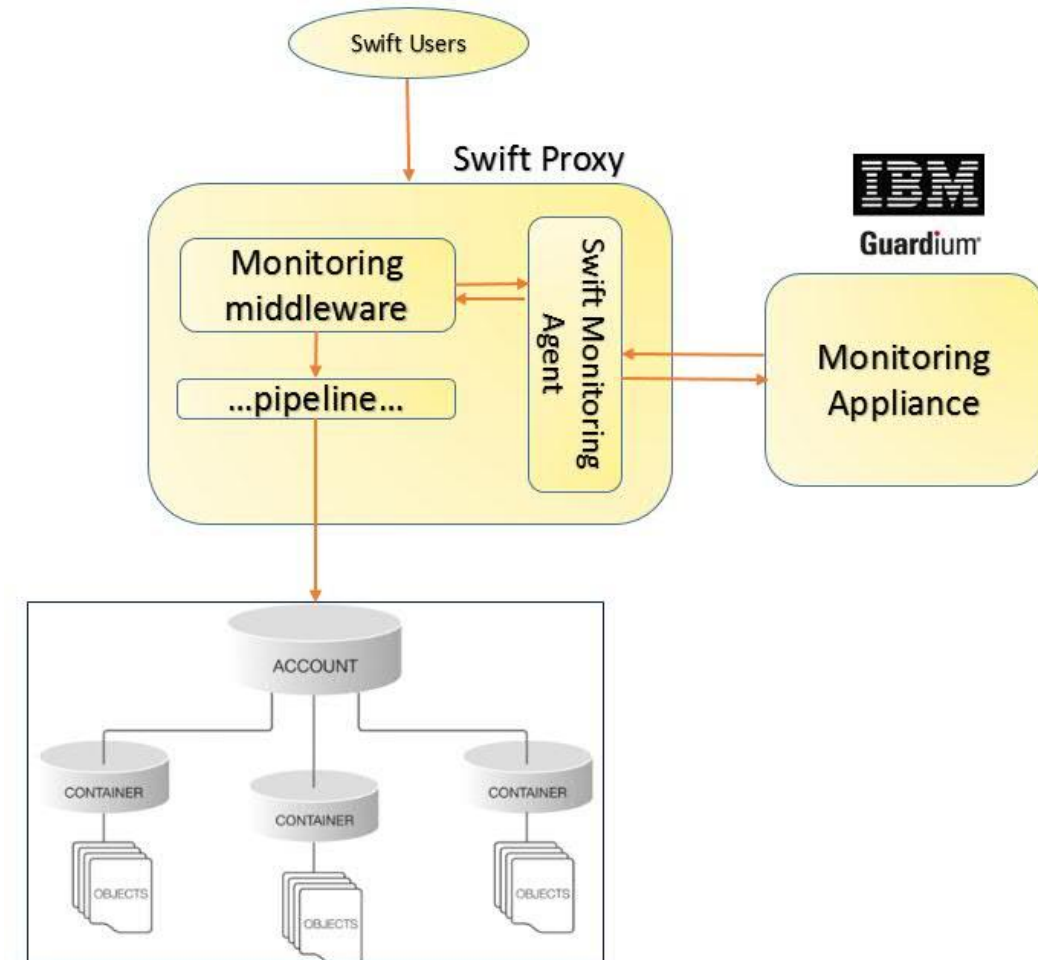 Swift Users
Swift Proxy
IBM
Guardium
Monitoring
middleware
Swift Monitoring
Agent
Monitoring
Appliance
...pipeline...
ACCOUNT
CONTAINER
CONTAINER
CONTAINER
OBJECTS
OBJECTS
OBJECTS